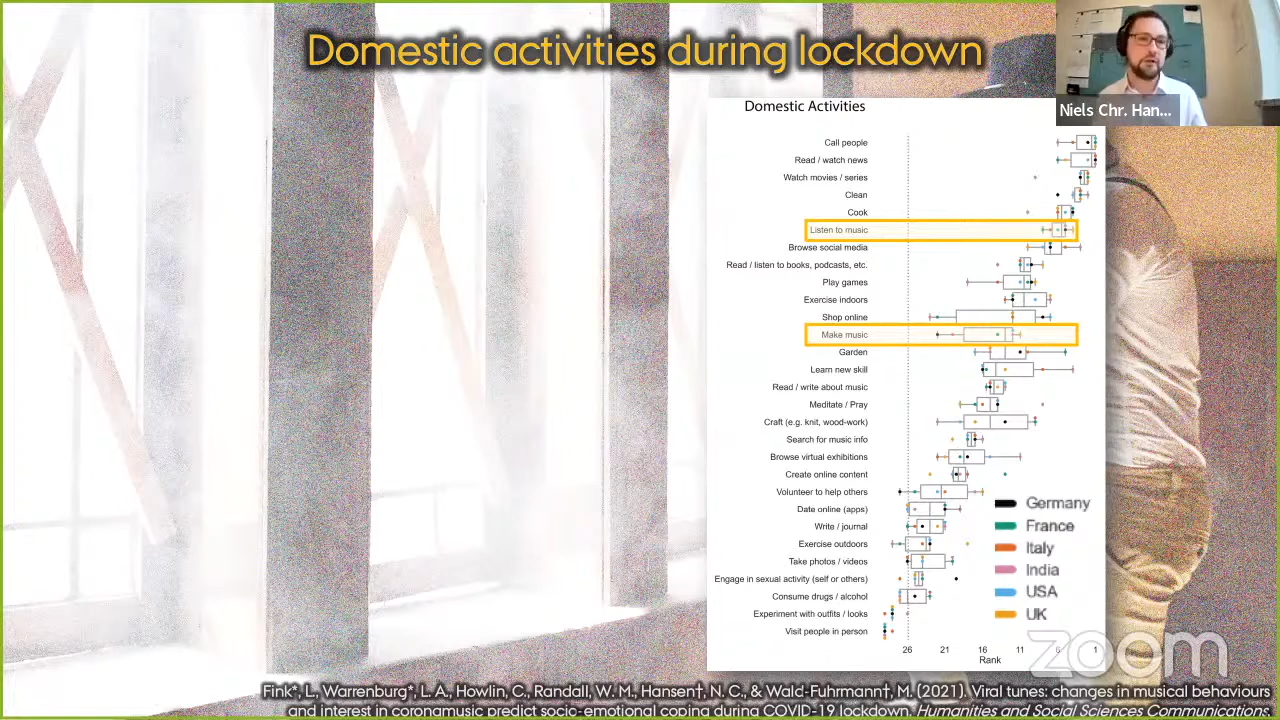 Domestic activities during lockdown
Niels Chr. Han...
Domestic Activities
Call people
Read / watch news
Watch movies / series
Clean
Cook
Listen to music
Browse social media
Read / listen to books, podcasts, etc.
Play games
Exercise indoors
Shop online
Make music
Garden
Learn new skill
Read / write about music
Meditate / Pray
Craft (e.g. knit, wood-work)
Search for music info
Browse virtual exhibitions
Create online content
Volunteer to help others
Date online (apps)
Write / journal
Exercise outdoors
Take photos / videos
Engage in sexual activity (self or others)
Consume drugs / alcohol
Experiment with outfits / looks
Visit people in person
Germany
France
Italy
India
USA
UK
26 21 16 11 6 1
Rank
zoom
Fink*, L., Warrenburg*, L. A., Howlin, C., Randall, W. M., Hansen†, N. C., & Wald-Fuhrmann†, M. (2021). Viral tunes: changes in musical behaviours
and interest in coronamusic predict socio-emotional coping during COVID-19 lockdown. Humanities and Social Sciences Communications.